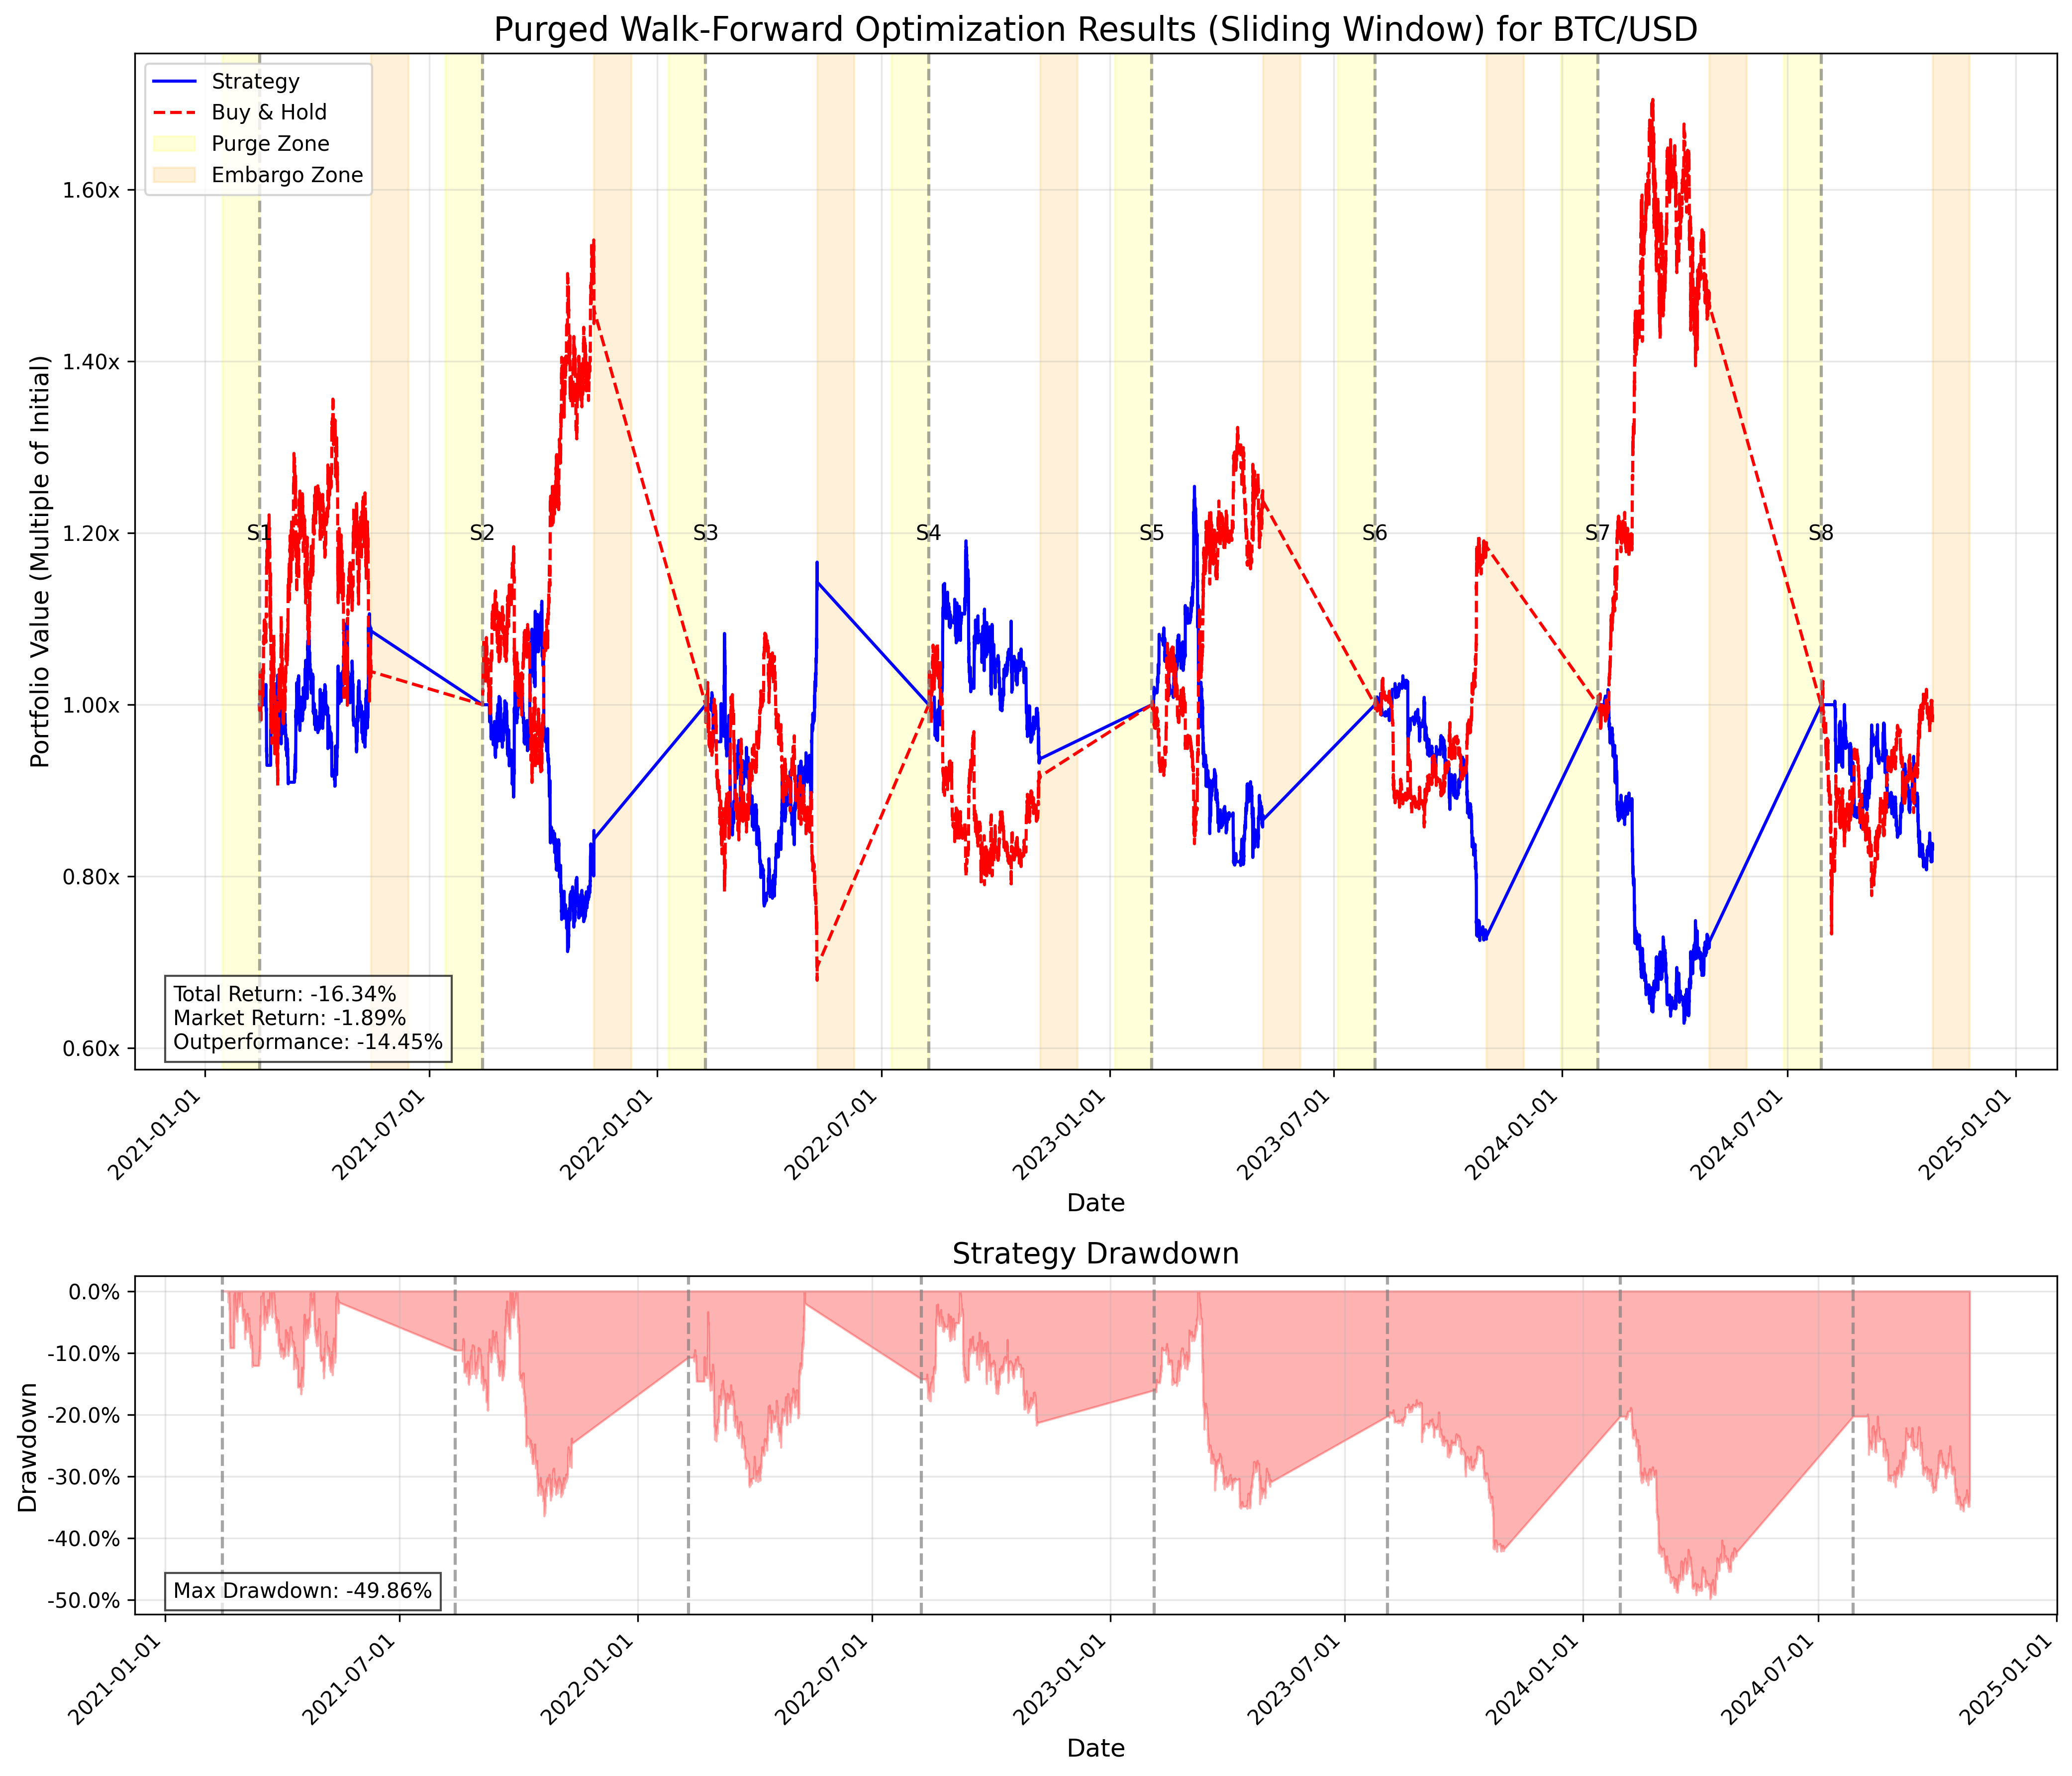 Purged Walk-Forward Optimization Results (Sliding Window) for BTC/USD
Strategy
Buy & Hold
Purge Zone
Embargo Zone
Portfolio Value (Multiple of Initial)
1.60x
1.40x
1.20x
1.00x
0.80x
0.60x
S1
S2
S3
S4
S5
S6
S7
S8
Total Return: -16.34%
Market Return: -1.89%
Outperformance: -14.45%
2021-01-01
2021-07-01
2022-01-01
2022-07-01
2023-01-01
2023-07-01
2024-01-01
2024-07-01
2025-01-01
Date
Strategy Drawdown
Drawdown
0.0%
-10.0%
-20.0%
-30.0%
-40.0%
-50.0%
Max Drawdown: -49.86%
2021-01-01
2021-07-01
2022-01-01
2022-07-01
2023-01-01
2023-07-01
2024-01-01
2024-07-01
2025-01-01
Date